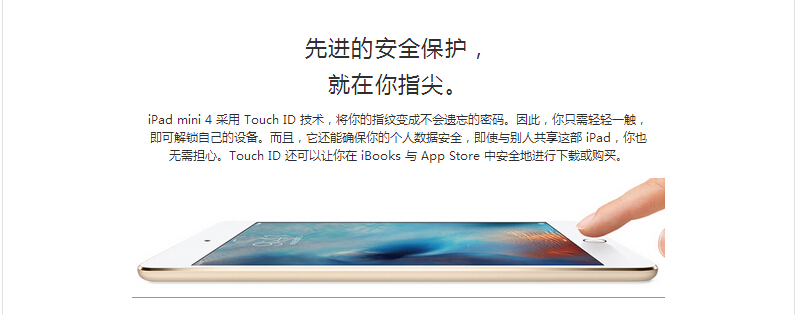 先进的安全保护，
就在你指尖。
iPad mini 4 采用 Touch ID 技术，将你的指纹变成不会遗忘的密码。因此，你只需轻轻一触，
即可解锁自己的设备。而且，它还能确保你的个人数据安全，即使与别人共享这部 iPad，你也
无需担心。Touch ID 还可以让你在 iBooks 与 App Store 中安全地进行下载或购买。